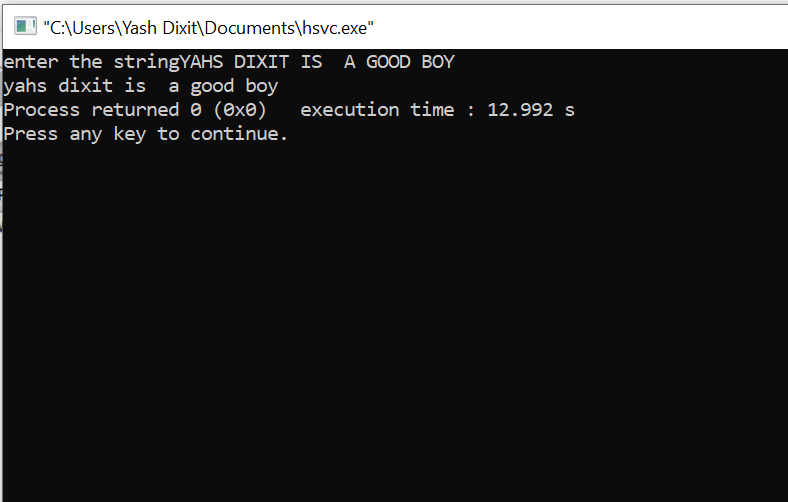 "C:\Users\Yash Dixit\Documents\hsvc.exe"
enter the stringYAHS DIXIT IS  A GOOD BOY
yahs dixit is  a good boy
Process returned 0 (0x0)   execution time : 12.992 s
Press any key to continue.